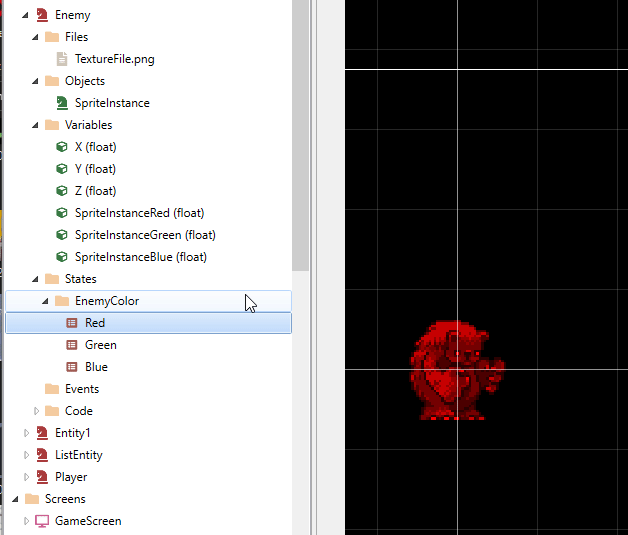 Enemy
Files
TextureFile.png
Objects
SpriteInstance
Variables
X (float)
Y (float)
Z (float)
SpriteInstanceRed (float)
SpriteInstanceGreen (float)
SpriteInstanceBlue (float)
States
EnemyColor
Red
Green
Blue
Events
Code
Entity1
ListEntity
Player
Screens
GameScreen